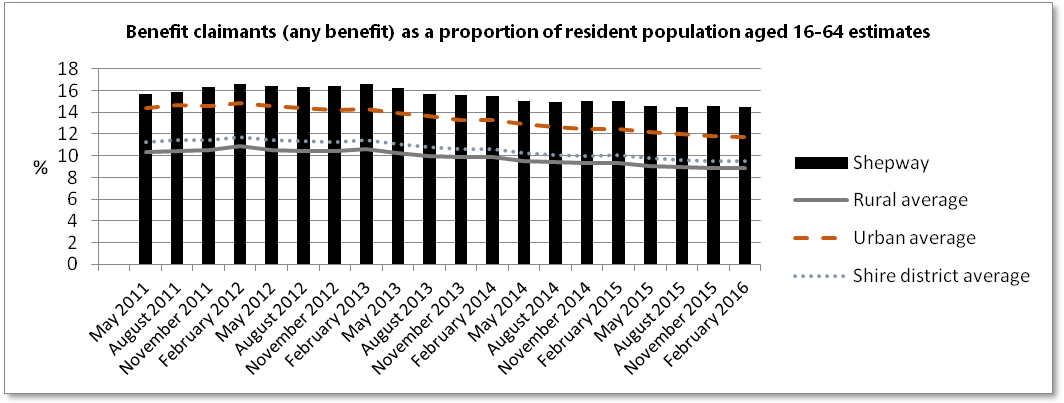 Benefit claimants (any benefit) as a proportion of resident population aged 16-64 estimates
18
16
14
12
10
8
6
4
2
0
%
May 2011
August 2011
November 2011
February 2012
May 2012
August 2012
November 2012
February 2013
May 2013
August 2013
November 2013
February 2014
May 2014
August 2014
November 2014
February 2015
May 2015
August 2015
November 2015
February 2016
Shepway
Rural average
Urban average
Shire district average